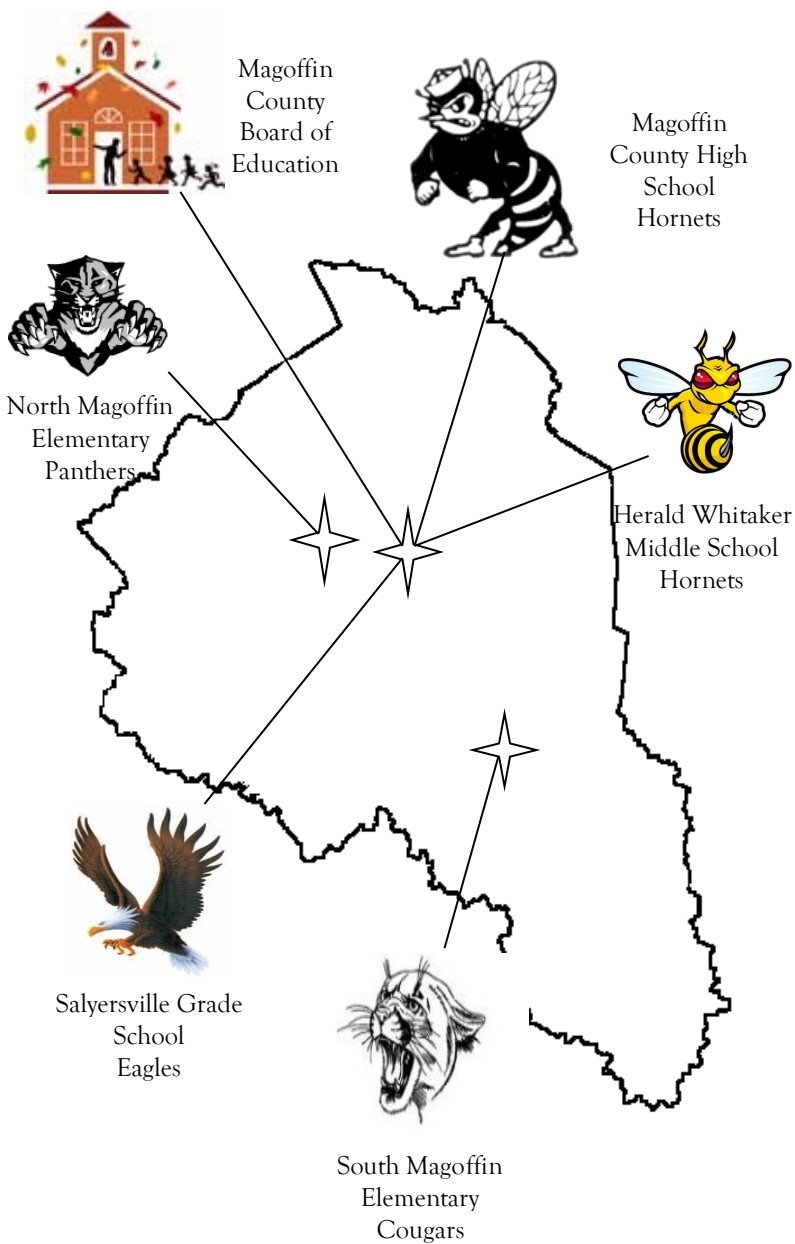 Magoffin
County
Board of
Education
Magoffin
County High
School
Hornets
North Magoffin
Elementary
Panthers
Herald Whitaker
Middle School
Hornets
Salyersville Grade
School
Eagles
South Magoffin
Elementary
Cougars